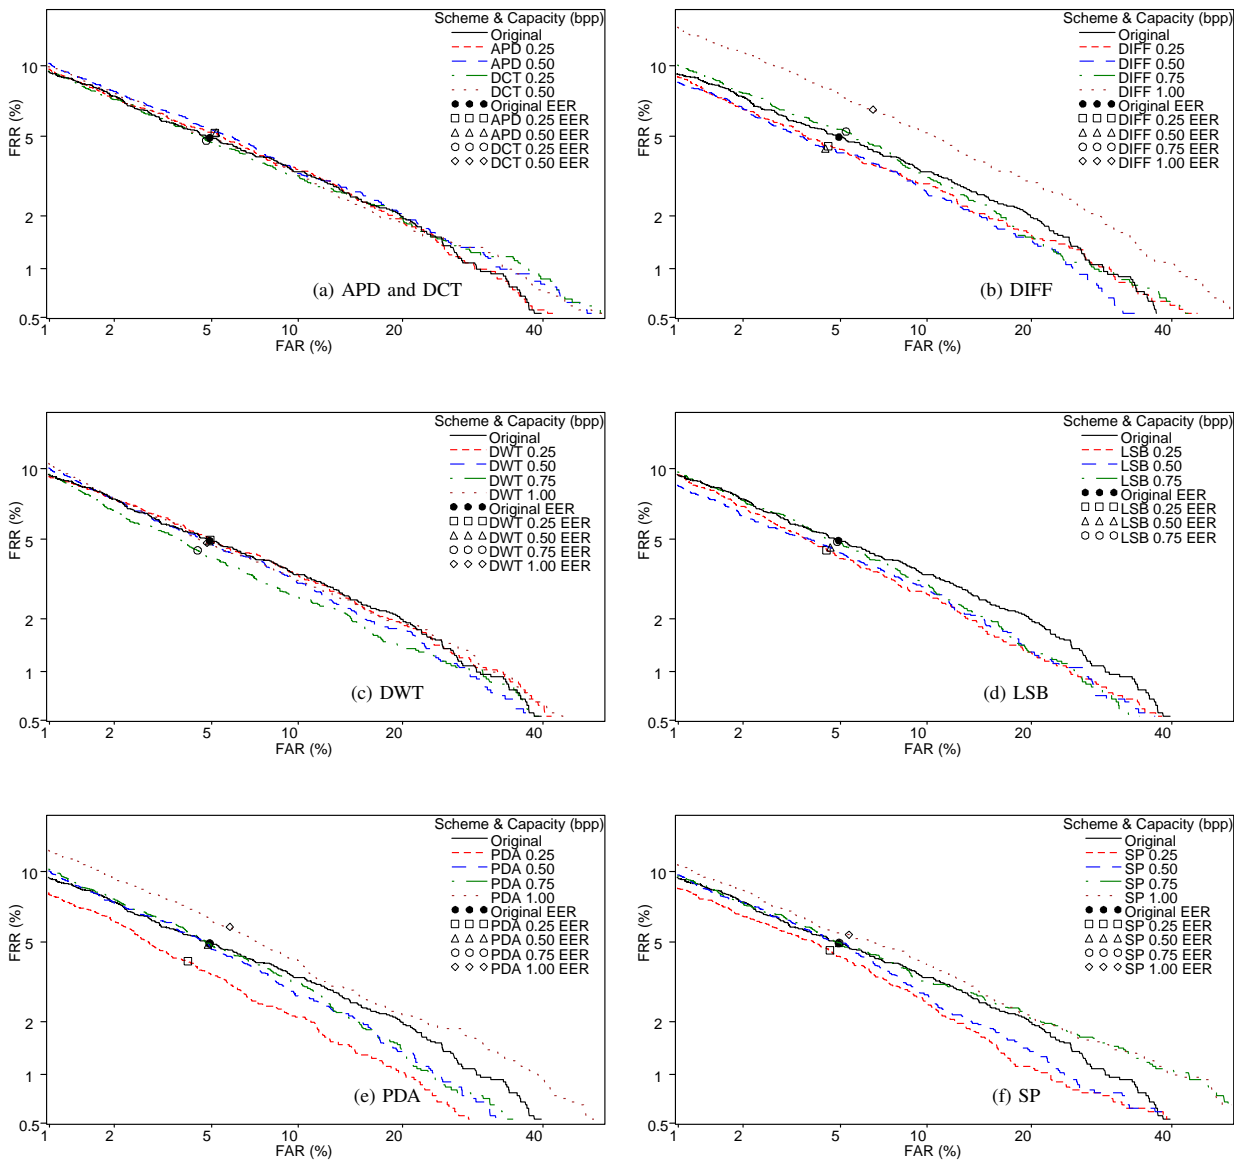 Scheme & Capacity (bpp)
Original
APD 0.25
APD 0.50
DCT 0.25
DCT 0.50
Original EER
APD 0.25 EER
APD 0.50 EER
DCT 0.25 EER
DCT 0.50 EER
FRR (%)
10
5
2
1
0.5
(a) APD and DCT
1 2 5 10 20 40
FAR (%)
Scheme & Capacity (bpp)
Original
DIFF 0.25
DIFF 0.50
DIFF 0.75
DIFF 1.00
Original EER
DIFF 0.25 EER
DIFF 0.50 EER
DIFF 0.75 EER
DIFF 1.00 EER
FRR (%)
10
5
2
1
0.5
(b) DIFF
1 2 5 10 20 40
FAR (%)
Scheme & Capacity (bpp)
Original
DWT 0.25
DWT 0.50
DWT 0.75
DWT 1.00
Original EER
DWT 0.25 EER
DWT 0.50 EER
DWT 0.75 EER
DWT 1.00 EER
FRR (%)
10
5
2
1
0.5
(c) DWT
1 2 5 10 20 40
FAR (%)
Scheme & Capacity (bpp)
Original
LSB 0.25
LSB 0.50
LSB 0.75
Original EER
LSB 0.25 EER
LSB 0.50 EER
LSB 0.75 EER
FRR (%)
10
5
2
1
0.5
(d) LSB
1 2 5 10 20 40
FAR (%)
Scheme & Capacity (bpp)
Original
PDA 0.25
PDA 0.50
PDA 0.75
PDA 1.00
Original EER
PDA 0.25 EER
PDA 0.50 EER
PDA 0.75 EER
PDA 1.00 EER
FRR (%)
10
5
2
1
0.5
(e) PDA
1 2 5 10 20 40
FAR (%)
Scheme & Capacity (bpp)
Original
SP 0.25
SP 0.50
SP 0.75
SP 1.00
Original EER
SP 0.25 EER
SP 0.50 EER
SP 0.75 EER
SP 1.00 EER
FRR (%)
10
5
2
1
0.5
(f) SP
1 2 5 10 20 40
FAR (%)